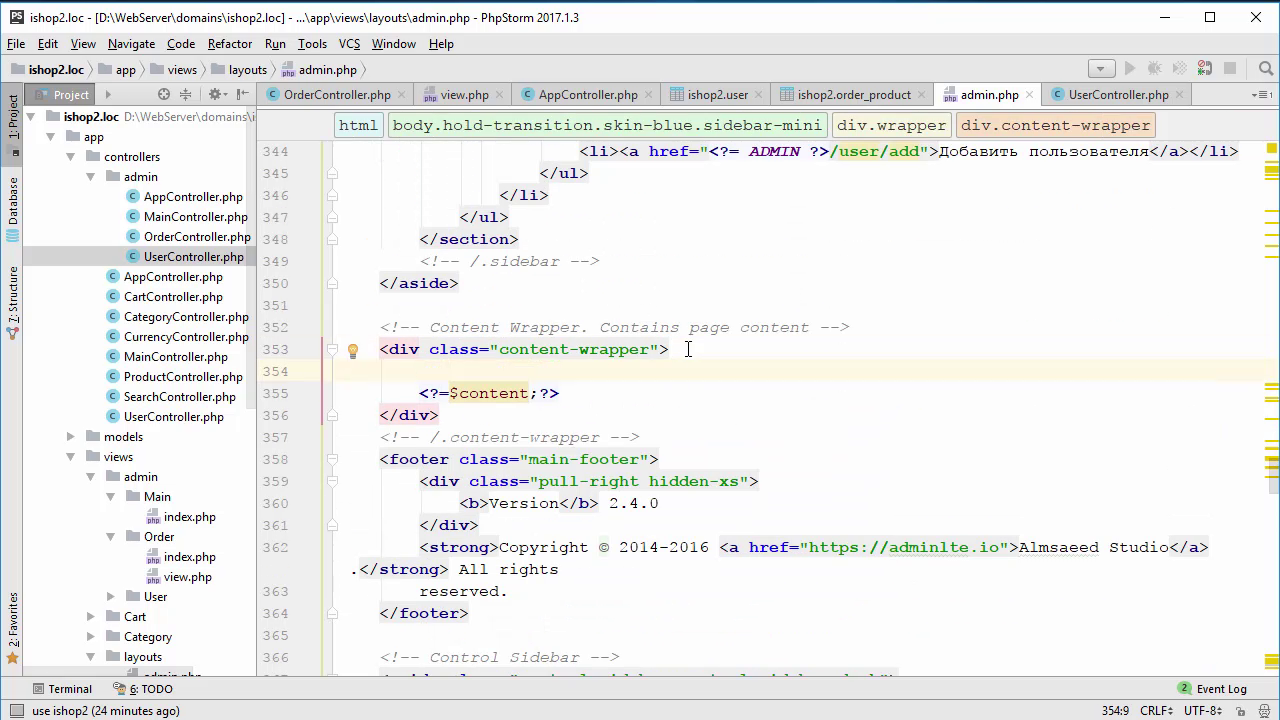 ishop2.loc - [D:\WebServer\domains\ishop2.loc] - ...\app\views\layouts\admin.php - PhpStorm 2017.1.3
File Edit View Navigate Code Refactor Run Tools VCS Window Help
ishop2.loc app views layouts admin.php
Project
OrderController.php view.php AppController.php ishop2.user ishop2.order_product admin.php UserController.php
1: Project
Database
7: Structure
2: Favorites
ishop2.loc D:\WebServer\domains\i
app
controllers
admin
AppController.php
MainController.php
OrderController.php
UserController.php
AppController.php
CartController.php
CategoryController.php
CurrencyController.php
MainController.php
ProductController.php
SearchController.php
UserController.php
models
views
admin
Main
index.php
Order
index.php
view.php
User
Cart
Category
layouts
html body.hold-transition.skin-blue.sidebar-mini div.wrapper div.content-wrapper
344 <li><a href="<?= ADMIN ?>/user/add">Добавить пользователя</a></li>
345 </ul>
346 </li>
347 </ul>
348 </section>
349 <!-- /.sidebar -->
350 </aside>
351
352 <!-- Content Wrapper. Contains page content -->
353 <div class="content-wrapper">
354
355 <?=$content;?>
356 </div>
357 <!-- /.content-wrapper -->
358 <footer class="main-footer">
359 <div class="pull-right hidden-xs">
360 <b>Version</b> 2.4.0
361 </div>
362 <strong>Copyright © 2014-2016 <a href="https://adminlte.io">Almsaeed Studio</a>
.</strong> All rights
363 reserved.
364 </footer>
365
366 <!-- Control Sidebar -->
Terminal 6: TODO 2 Event Log
use ishop2 (24 minutes ago) 354:9 CRLF÷ UTF-8÷